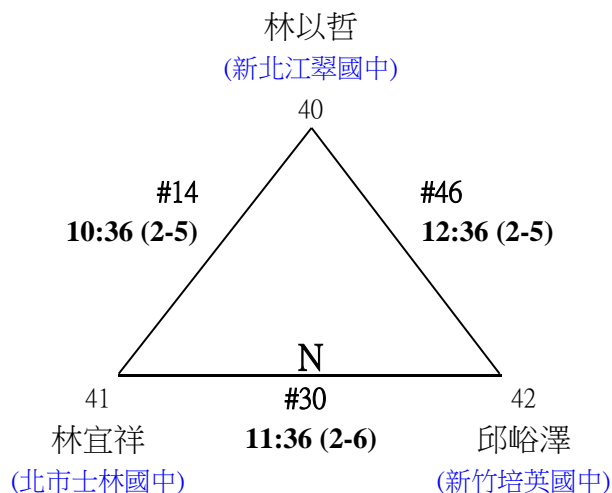 林以哲
(新北江翠國中)
40
#14
10:36 (2-5)
#46
12:36 (2-5)
N
41
#30
42
林宜祥
11:36 (2-6)
邱峪澤
(北市士林國中)
(新竹培英國中)